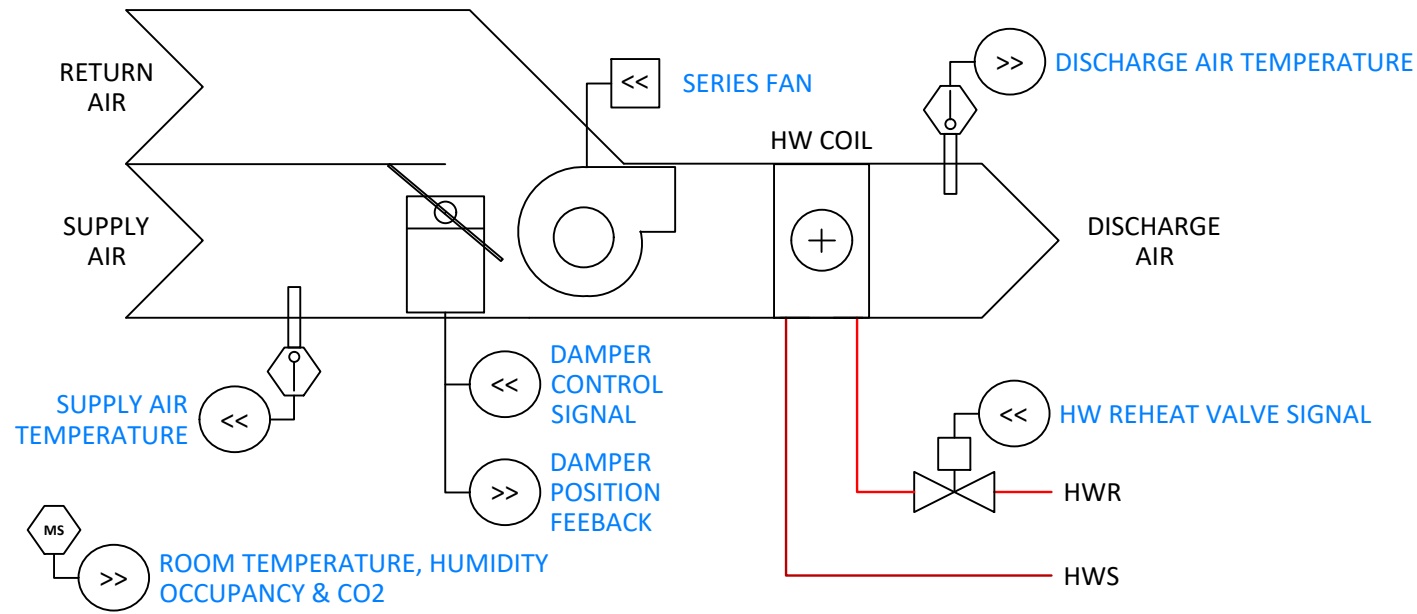 RETURN
AIR
<<
SERIES FAN
>>
DISCHARGE AIR TEMPERATURE
HW COIL
SUPPLY
AIR
DISCHARGE
AIR
SUPPLY AIR
TEMPERATURE
<<
<<
DAMPER
CONTROL
SIGNAL
<<
HW REHEAT VALVE SIGNAL
>>
DAMPER
POSITION
FEEBACK
HWR
MS
>>
ROOM TEMPERATURE, HUMIDITY
OCCUPANCY & CO2
HWS